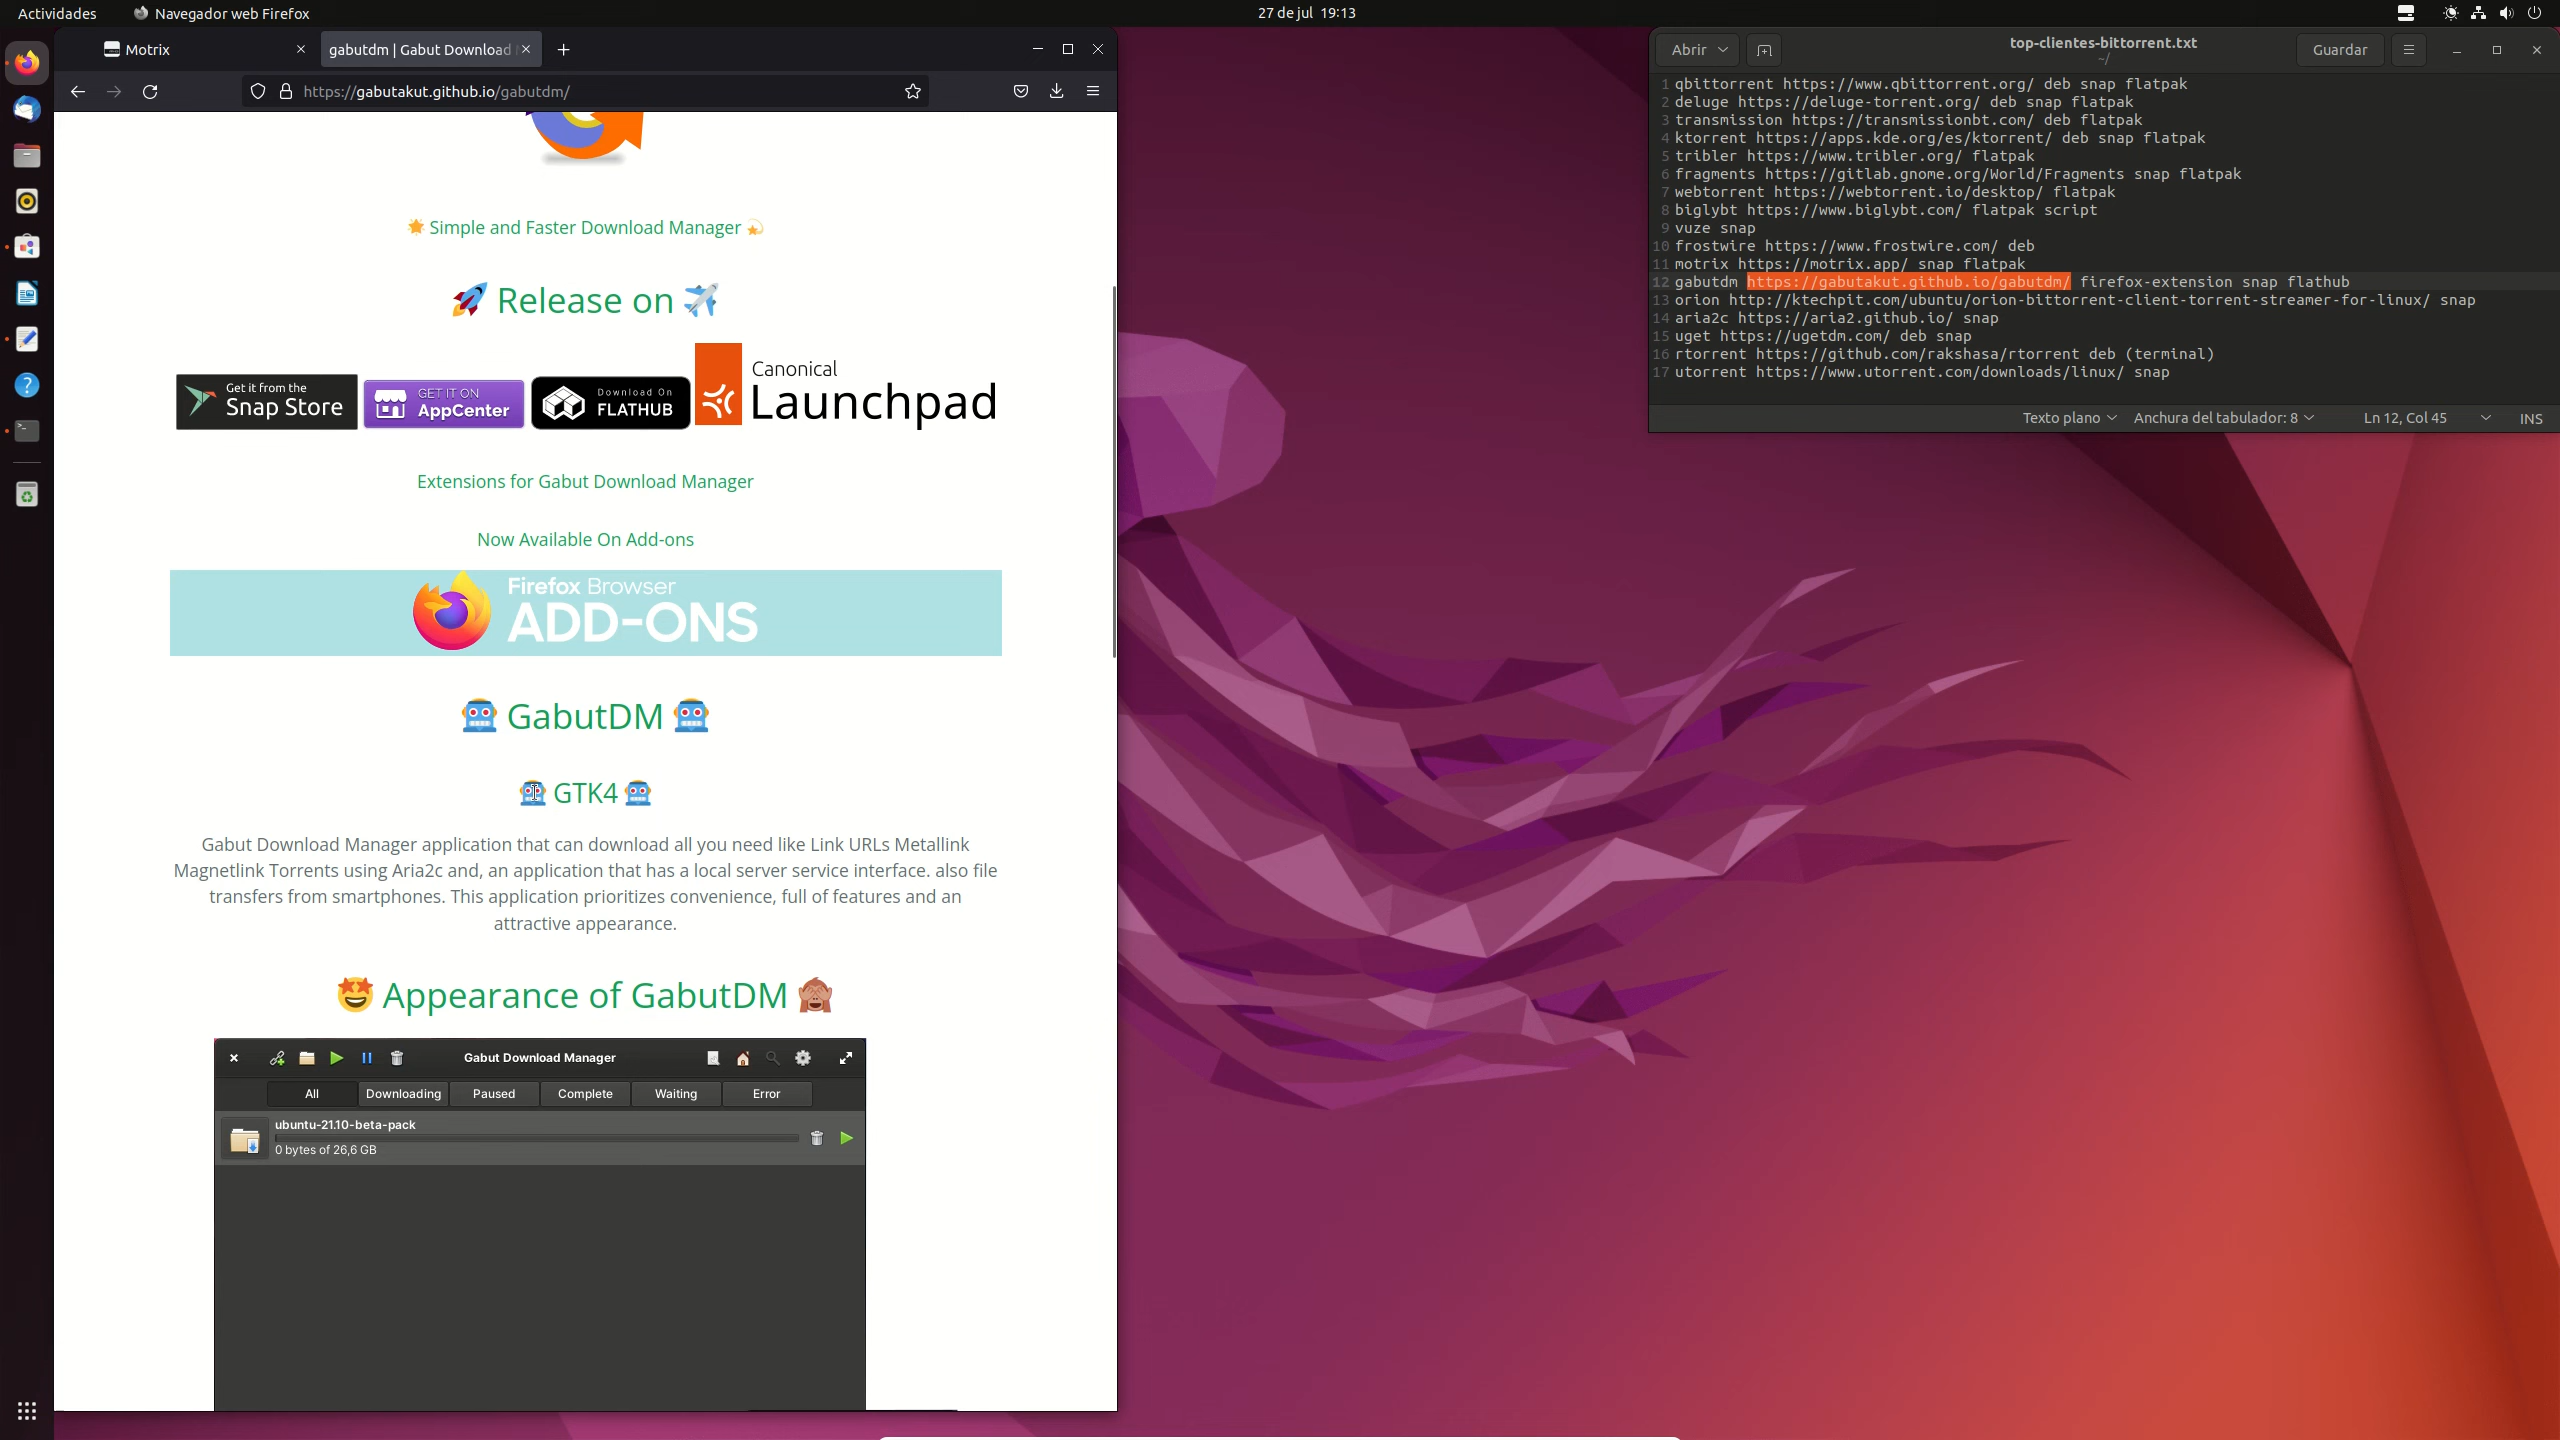 Actividades
Navegador web Firefox
27 de jul 19:13
Motrix
gabutdm | Gabut Download
https://gabutakut.github.io/gabutdm/
Simple and Faster Download Manager
Release on
Get it from the
Snap Store
GET IT ON
AppCenter
Download On
FLATHUB
Canonical
Launchpad
Extensions for Gabut Download Manager
Now Available On Add-ons
Firefox Browser
ADD-ONS
GabutDM
GTK4
Gabut Download Manager application that can download all you need like Link URLs Metallink
Magnetlink Torrents using Aria2c and, an application that has a local server service interface. also file
transfers from smartphones. This application prioritizes convenience, full of features and an
attractive appearance.
Appearance of GabutDM
Gabut Download Manager
All
Downloading
Paused
Complete
Waiting
Error
ubuntu-21.10-beta-pack
0 bytes of 26,6 GB
Abrir
top-clientes-bittorrent.txt
~/
Guardar
1 qbittorrent https://www.qbittorrent.org/ deb snap flatpak
2 deluge https://deluge-torrent.org/ deb snap flatpak
3 transmission https://transmissionbt.com/ deb flatpak
4 ktorrent https://apps.kde.org/es/ktorrent/ deb snap flatpak
5 tribler https://www.tribler.org/ flatpak
6 fragments https://gitlab.gnome.org/World/Fragments snap flatpak
7 webtorrent https://webtorrent.io/desktop/ flatpak
8 biglybt https://www.biglybt.com/ flatpak script
9 vuze snap
10 frostwire https://www.frostwire.com/ deb
11 motrix https://motrix.app/ snap flatpak
12 gabutdm https://gabutakut.github.io/gabutdm/ firefox-extension snap flathub
13 orion http://ktechpit.com/ubuntu/orion-bittorrent-client-torrent-streamer-for-linux/ snap
14 aria2c https://aria2.github.io/ snap
15 uget https://ugetdm.com/ deb snap
16 rtorrent https://github.com/rakshasa/rtorrent deb (terminal)
17 utorrent https://www.utorrent.com/downloads/linux/ snap
Texto plano
Anchura del tabulador: 8
Ln 12, Col 45
INS